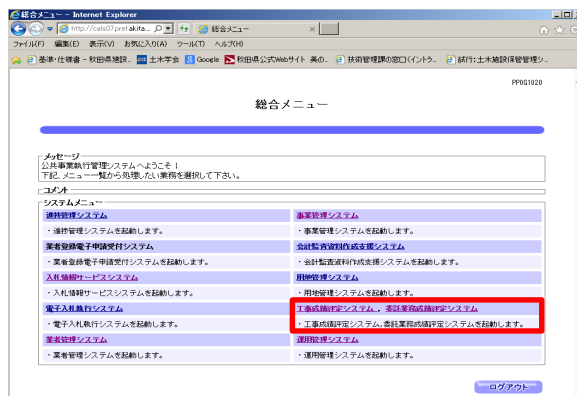 総合メニュー - Internet Explorer
http://cals07.pref.akita...
総合メニュー
ファイル(F) 編集(E) 表示(V) お気に入り(A) ツール(T) ヘルプ(H)
基準・仕様書 - 秋田県建設... 土木学会 Google 秋田県公式Webサイト 美の... 技術管理課の窓口(イントラ... 試行:土木施設保管管理シ...
PP0G1020
総合メニュー
メッセージ
公共事業執行管理システムへようこそ!
下記、メニュー一覧から処理したい業務を選択して下さい。
コメント
システムメニュー
進捗管理システム 事業管理システム
・進捗管理システムを起動します。 ・事業管理システムを起動します。
業者登録電子申請受付システム 会計監査資料作成支援システム
・業者登録電子申請受付システムを起動します。 ・会計監査資料作成支援システムを起動します。
入札情報サービスシステム 用地管理システム
・入札情報サービスシステムを起動します。 ・用地管理システムを起動します。
電子入札執行システム 工事成績評定システム , 委託業務成績評定システム
・電子入札執行システムを起動します。 ・工事成績評定システム、委託業務成績評定システムを起動します。
業者管理システム 運用管理システム
・業者管理システムを起動します。 ・運用管理システムを起動します。
ログアウト